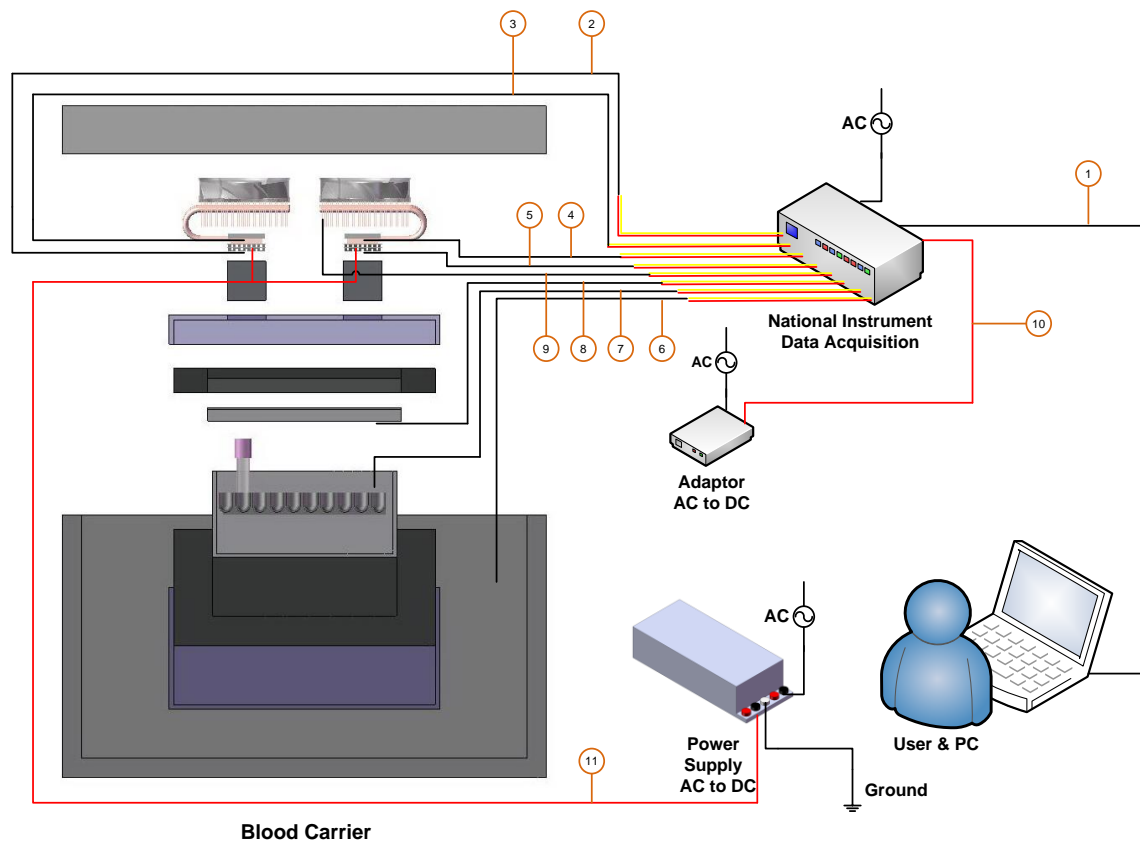 3
2
AC
1
5
4
9
8
7
6
National Instrument
Data Acquisition
10
AC
Adaptor
AC to DC
AC
Power
Supply
AC to DC
User & PC
11
Ground
Blood Carrier